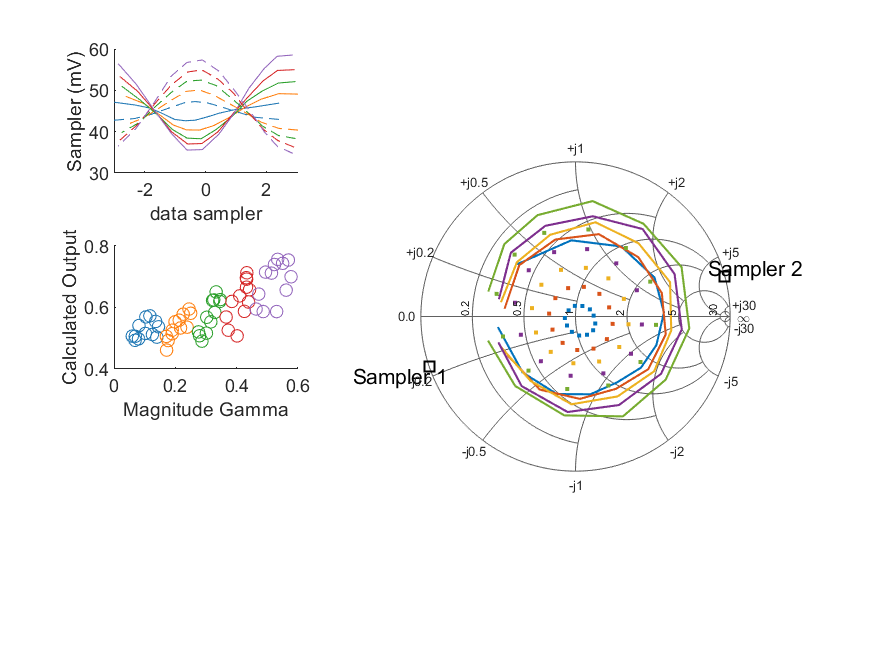 60
50
40
30
Sampler (mV)
-2
0
2
data sampler
0.8
0.6
0.4
Calculated Output
0
0.2
0.4
0.6
Magnitude Gamma
+j1
+j0.5
+j2
+j0.2
+j5
Sampler 2
0.0
0.2
0.5
1
2
5
30
+j30
∞
-j30
Sampler 1
-j0.2
-j5
-j0.5
-j2
-j1